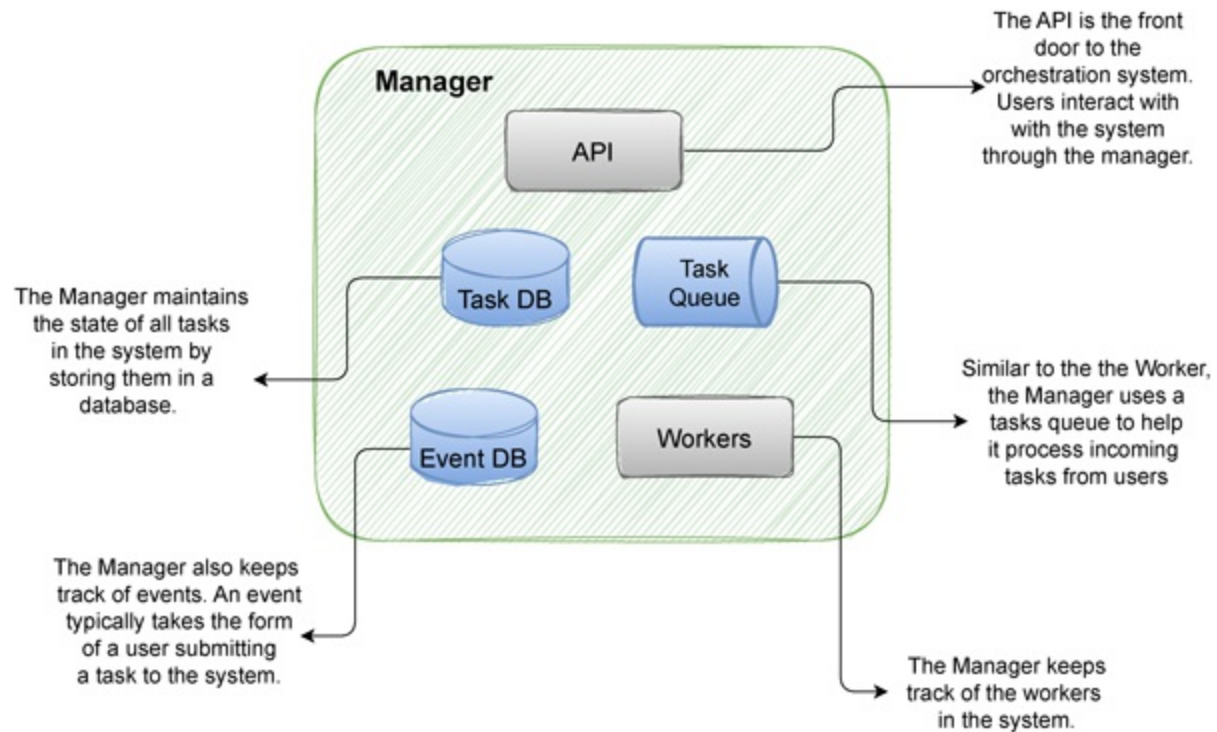 The API is the front
door to the
orchestration system.
Users interact with
with the system
through the manager.
Manager
API
Task DB
Task
Queue
The Manager maintains
the state of all tasks
in the system by
storing them in a
database.
Similar to the the Worker,
the Manager uses a
tasks queue to help
it process incoming
tasks from users
Event DB
Workers
The Manager also keeps
track of events. An event
typically takes the form
of a user submitting
a task to the system.
The Manager keeps
track of the workers
in the system.